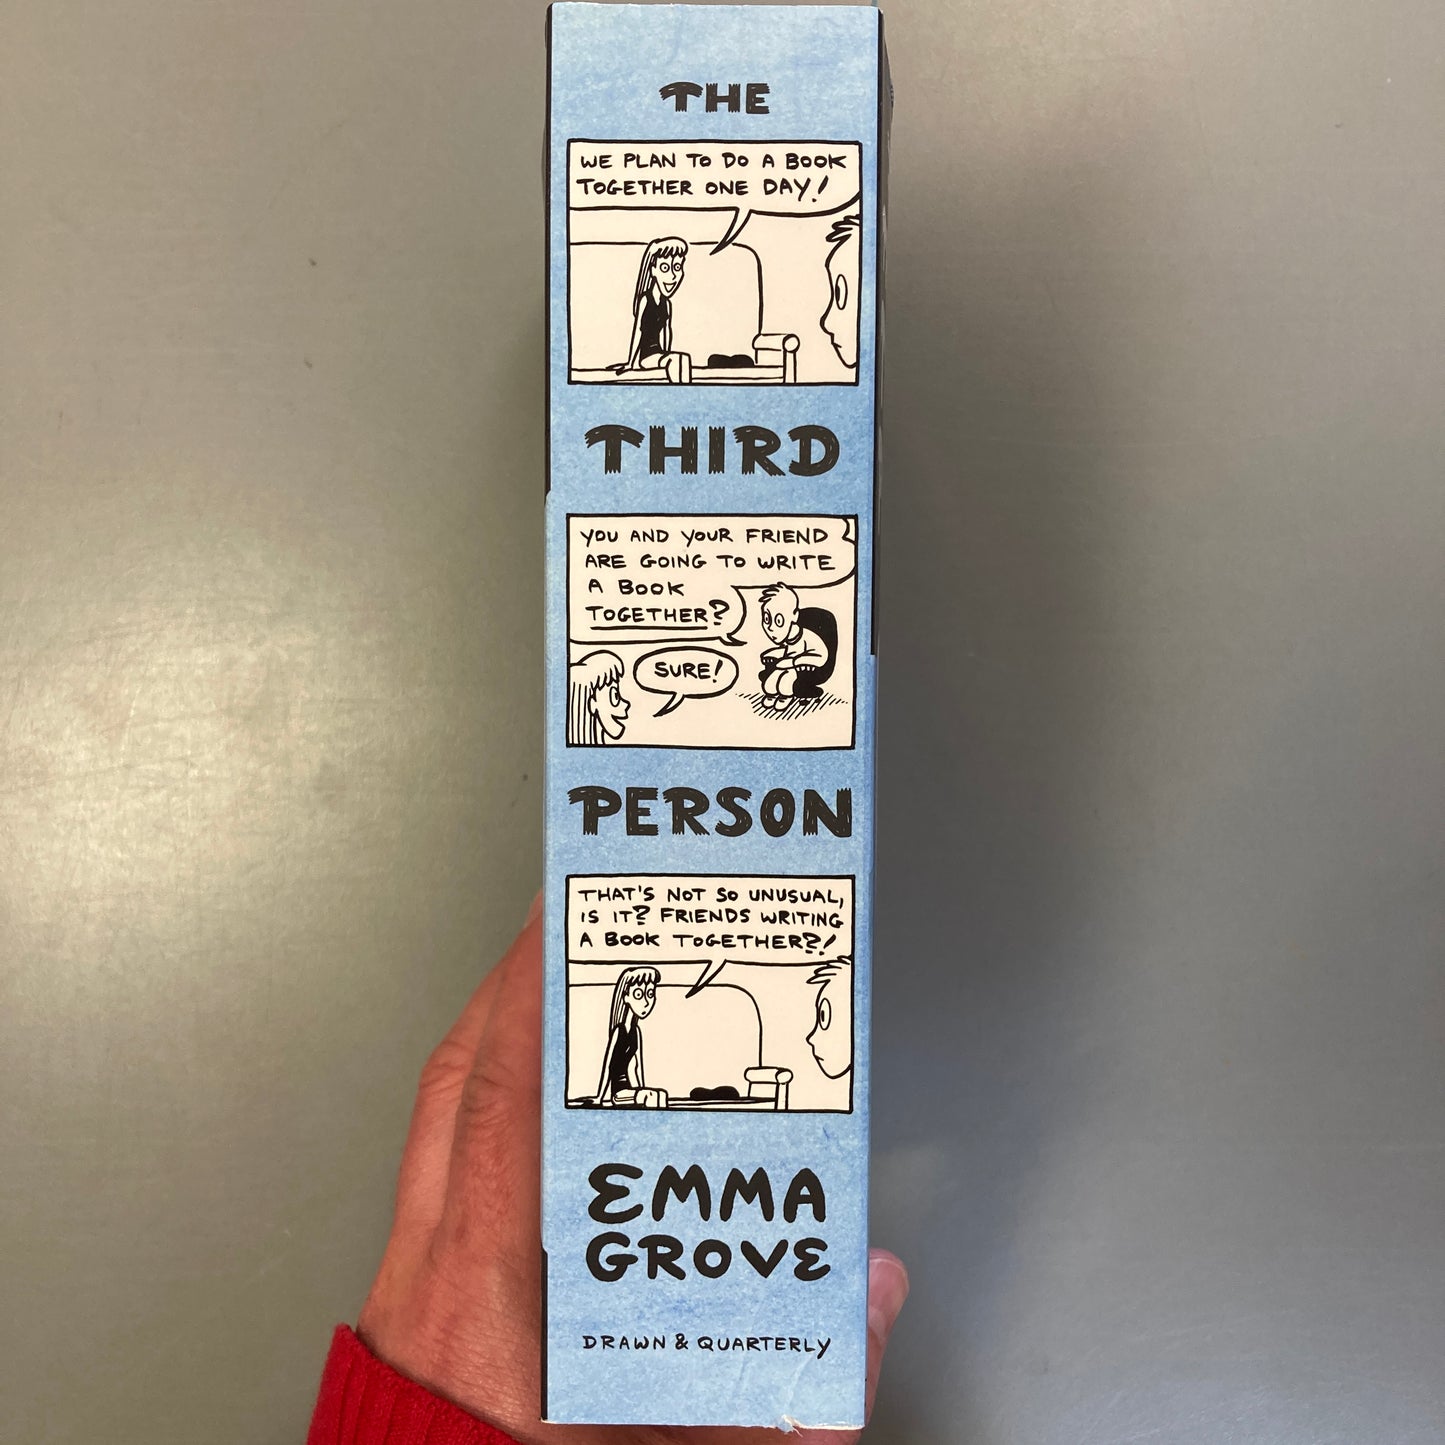 THE
WE PLAN TO DO A BOOK
TOGETHER ONE DAY!
THIRD
YOU AND YOUR FRIEND
ARE GOING TO WRITE
A BOOK
TOGETHER?
SURE!
PERSON
THAT'S NOT SO UNUSUAL,
IS IT? FRIENDS WRITING
A BOOK TOGETHER?!
EMMA
GROVE
DRAWN & QUARTERLY